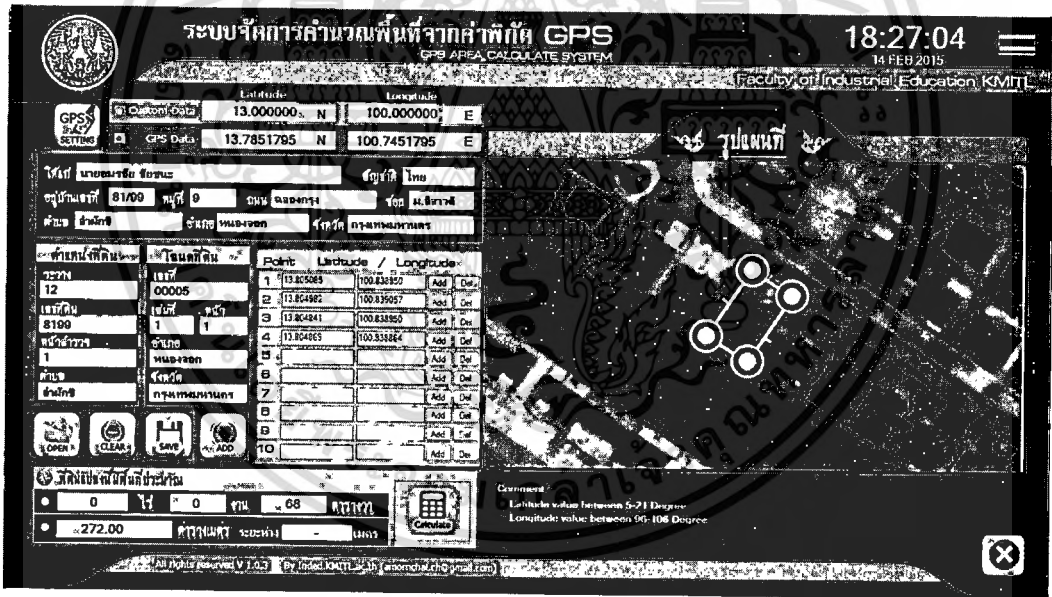 ระบบจัดการคำนวณพื้นที่จากค่าพิกัด GPS
GPS AREA CALCULATE SYSTEM
18:27:04
14 FEB 2015
Faculty of Industrial Education KMITL
Latitude Longitude
GPS
SETTING
Custom Data 13.000000 N 100.000000 E
GPS Data 13.7851795 N 100.7451795 E
รูปแผนที่
ให้แก่ นายอมรชัย ชัยชนะ สัญชาติ ไทย
อยู่บ้านเลขที่ 81/09 หมู่ที่ 9 ถนน ฉลองกรุง ซอย
ตำบล ลำผักชี อำเภอ หนองจอก จังหวัด กรุงเทพมหานคร
ตำแหน่งที่ดิน โฉนดที่ดิน
ระวาง เลขที่
12 00005
เลขที่ดิน เล่มที่ หน้า
8199 1 1
หน้าสำรวจ อำเภอ
1 หนองจอก
ตำบล จังหวัด
ลำผักชี กรุงเทพมหานคร
Point Latitude / Longtude
1 13.805085 100.838950 Add Del
2 13.804982 100.839057 Add Del
3 13.804841 100.838950 Add Del
4 13.804865 100.838864 Add Del
5 Add Del
6 Add Del
7 Add Del
8 Add Del
9 Add Del
10 Add Del
OPEN CLEAR SAVE ADD
0 ไร่ 0 งาน 68 ตารางวา
272.00 ตารางเมตร ระยะห่าง - เมตร
Calculate
Comment
- Latitude value between 5-21 Degree
- Longitude value between 96-106 Degree
All rights reserved V 1.0.3 By Inded.KMITL.ac.th (amornchai.ch@gmail.com)